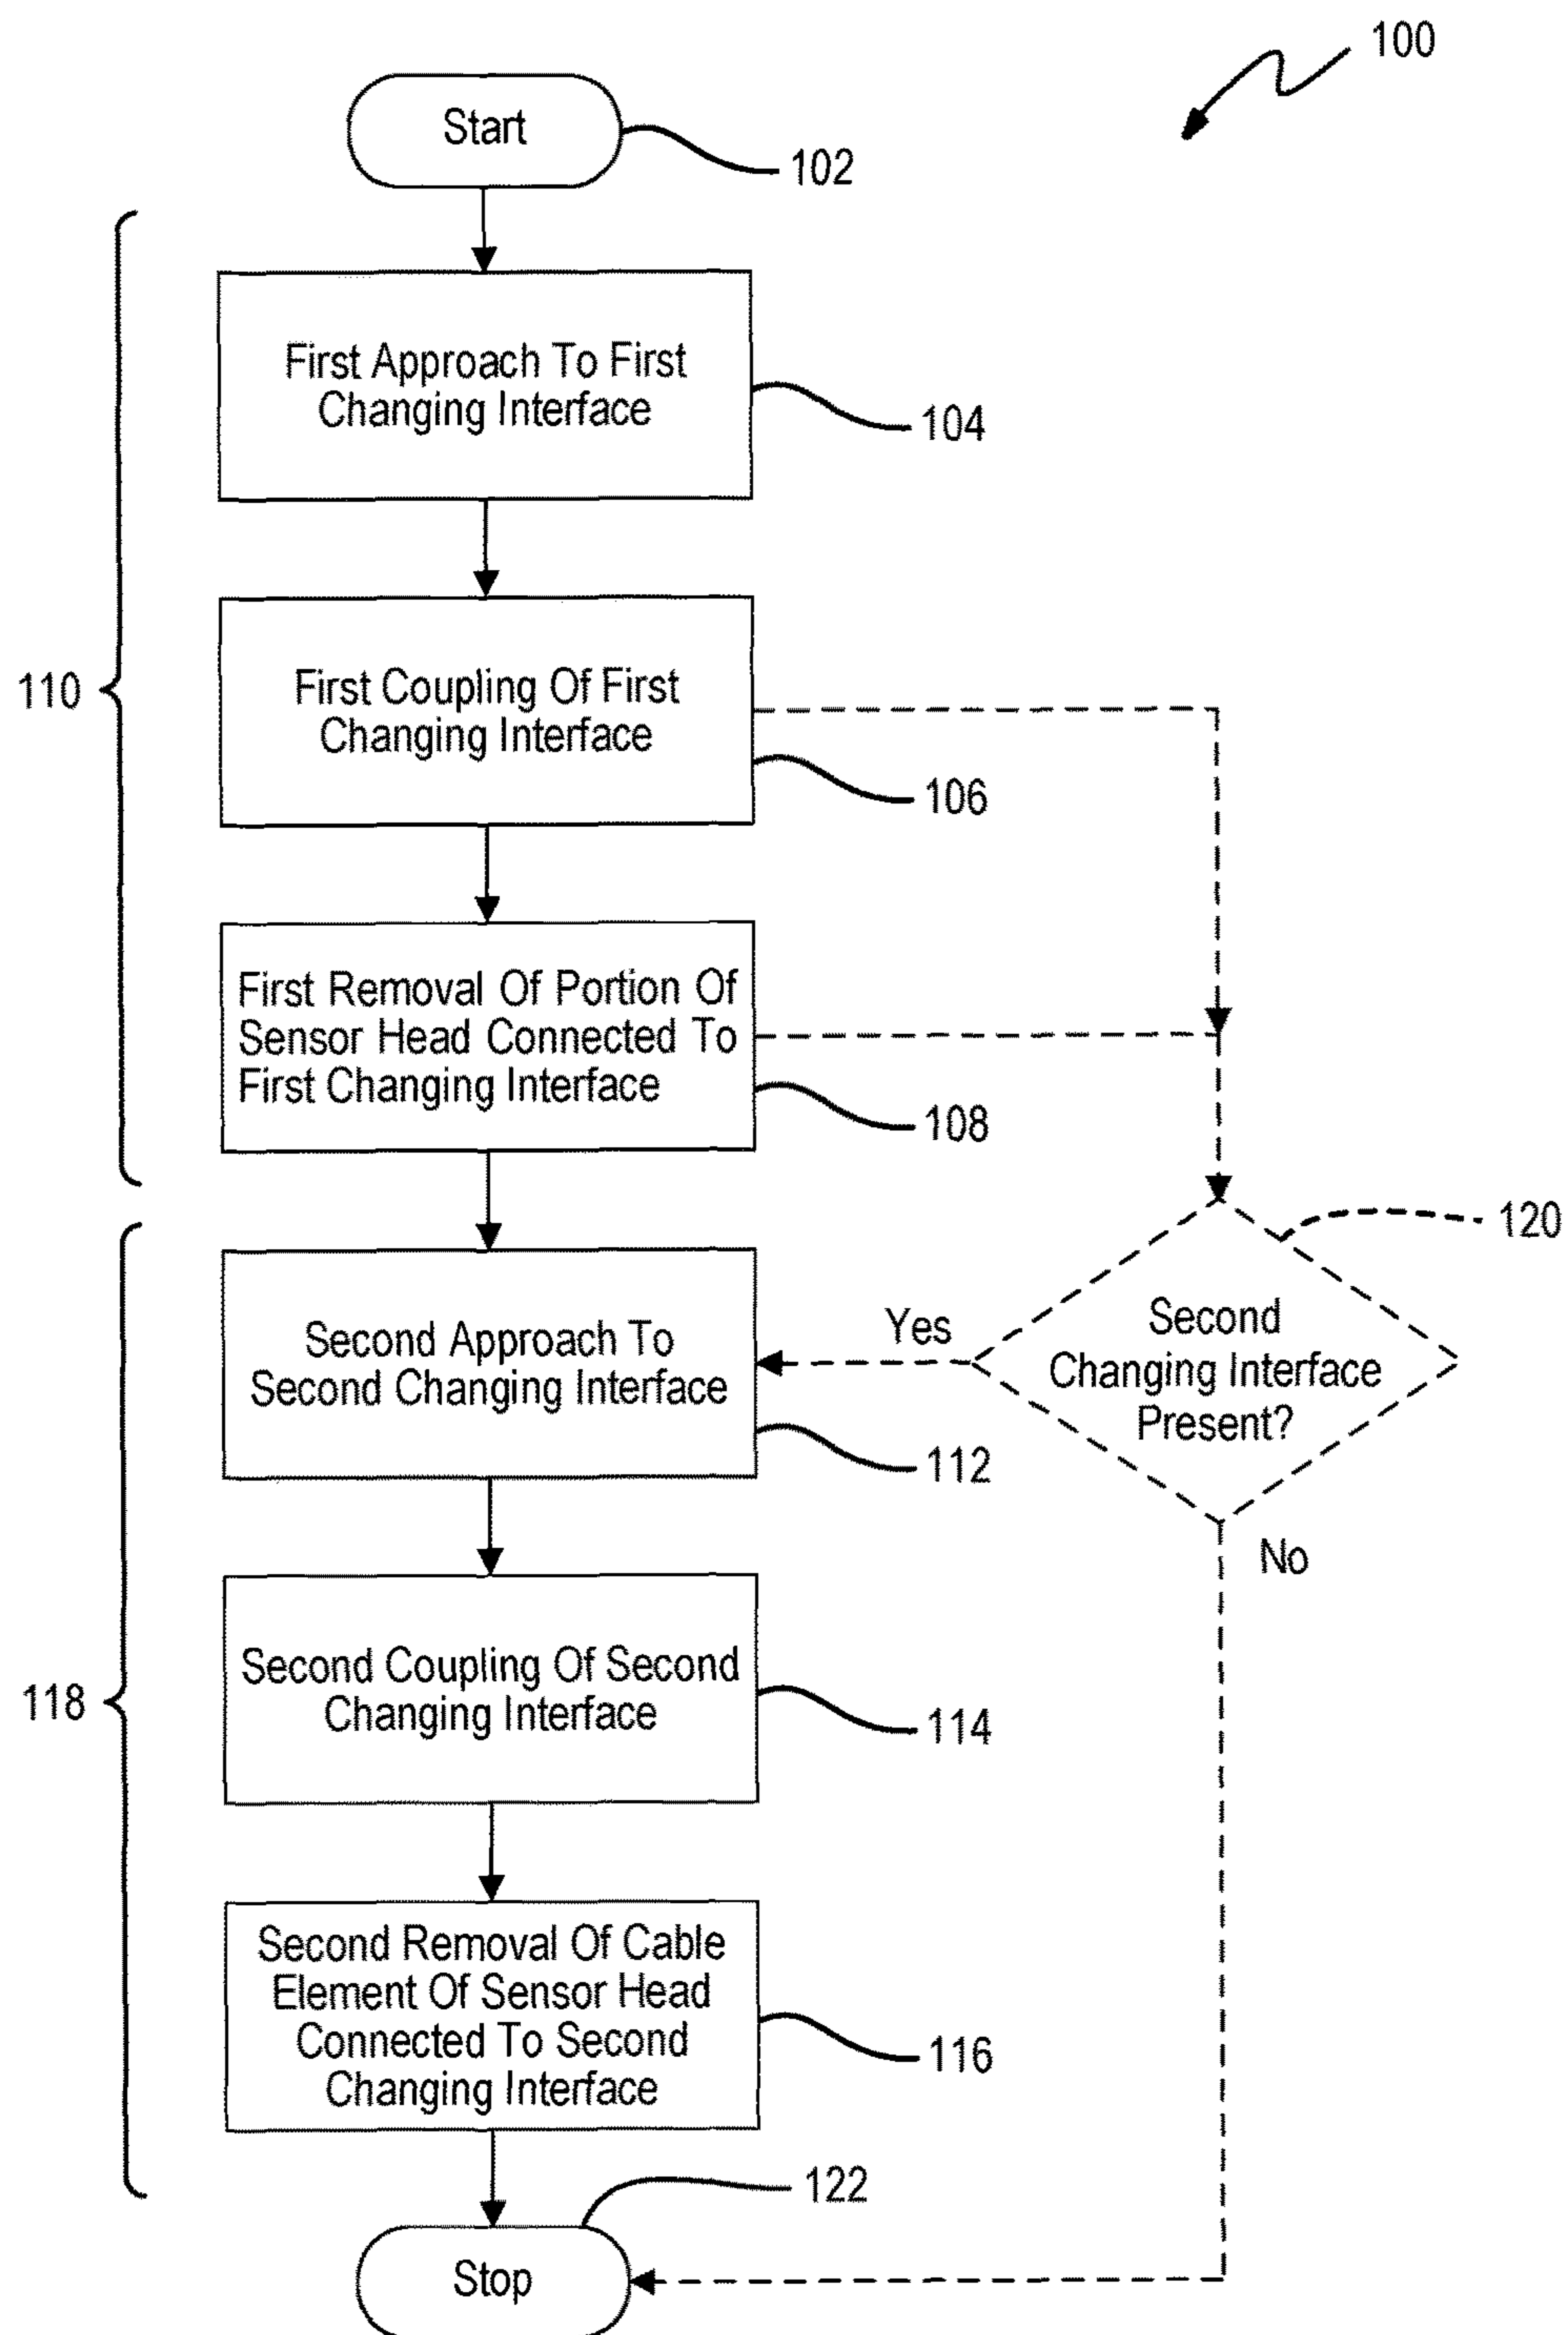 100
Start
102
First Approach To First
Changing Interface
104
First Coupling Of First
Changing Interface
106
110
First Removal Of Portion Of
Sensor Head Connected To
First Changing Interface
108
120
Second
Changing Interface
Present?
Yes
No
Second Approach To
Second Changing Interface
112
Second Coupling Of Second
Changing Interface
114
118
Second Removal Of Cable
Element Of Sensor Head
Connected To Second
Changing Interface
116
122
Stop